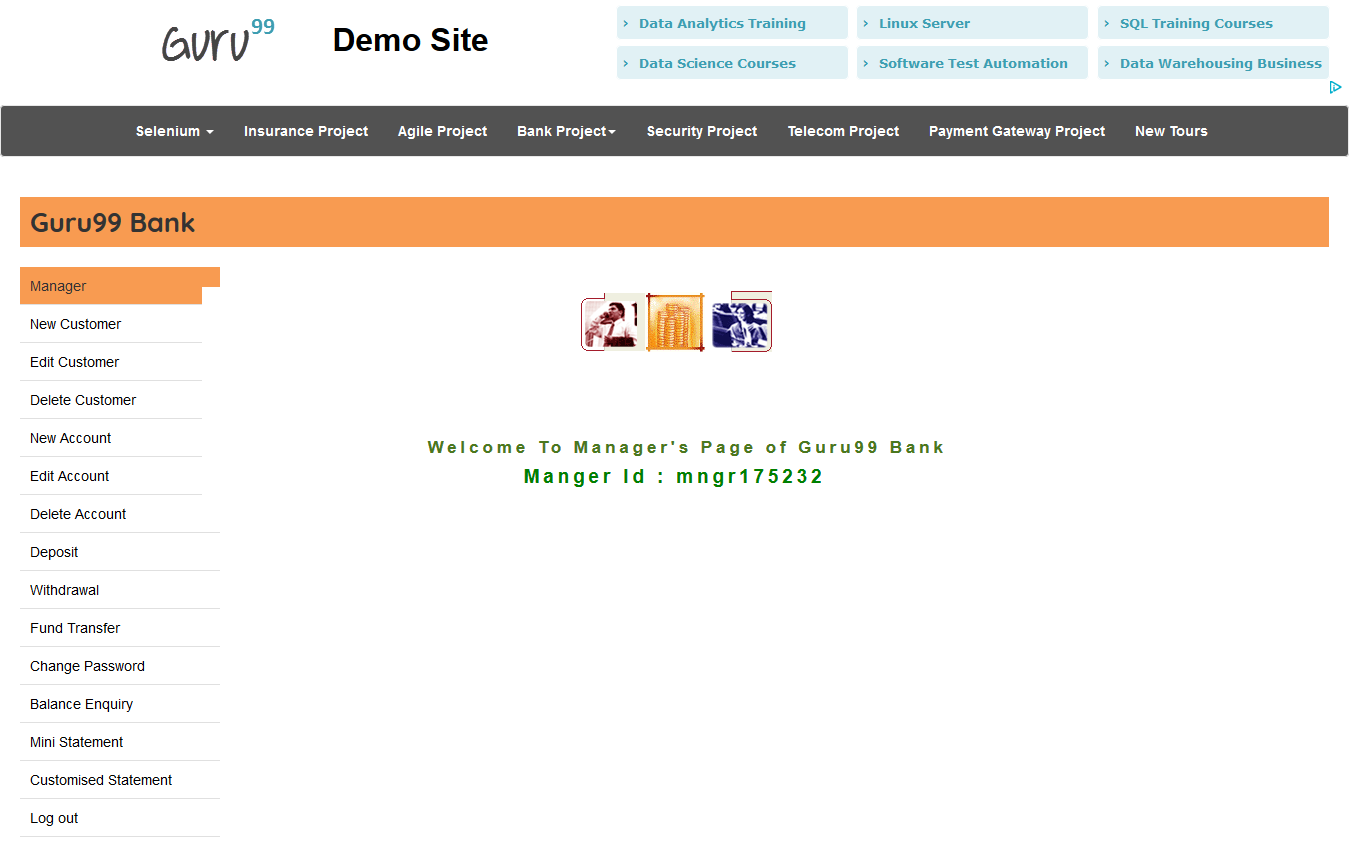 Guru99
Demo Site
› Data Analytics Training
› Linux Server
› SQL Training Courses
› Data Science Courses
› Software Test Automation
› Data Warehousing Business
Selenium Insurance Project Agile Project Bank Project Security Project Telecom Project Payment Gateway Project New Tours
Guru99 Bank
Manager
New Customer
Edit Customer
Delete Customer
New Account
Edit Account
Delete Account
Deposit
Withdrawal
Fund Transfer
Change Password
Balance Enquiry
Mini Statement
Customised Statement
Log out
Welcome To Manager's Page of Guru99 Bank
Manger Id : mngr175232